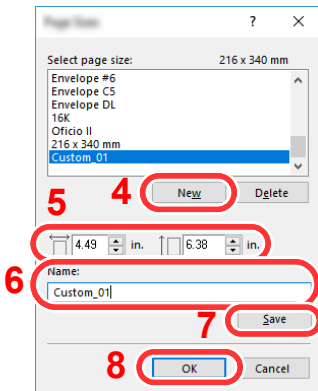 Page Sizes ? ×
Select page size: 216 x 340 mm
Envelope #6
Envelope C5
Envelope DL
16K
Oficio II
216 x 340 mm
Custom_01
4 New Delete
5
4.49 in. 6.38 in.
6 Name:
Custom_01
7 Save
8 OK Cancel